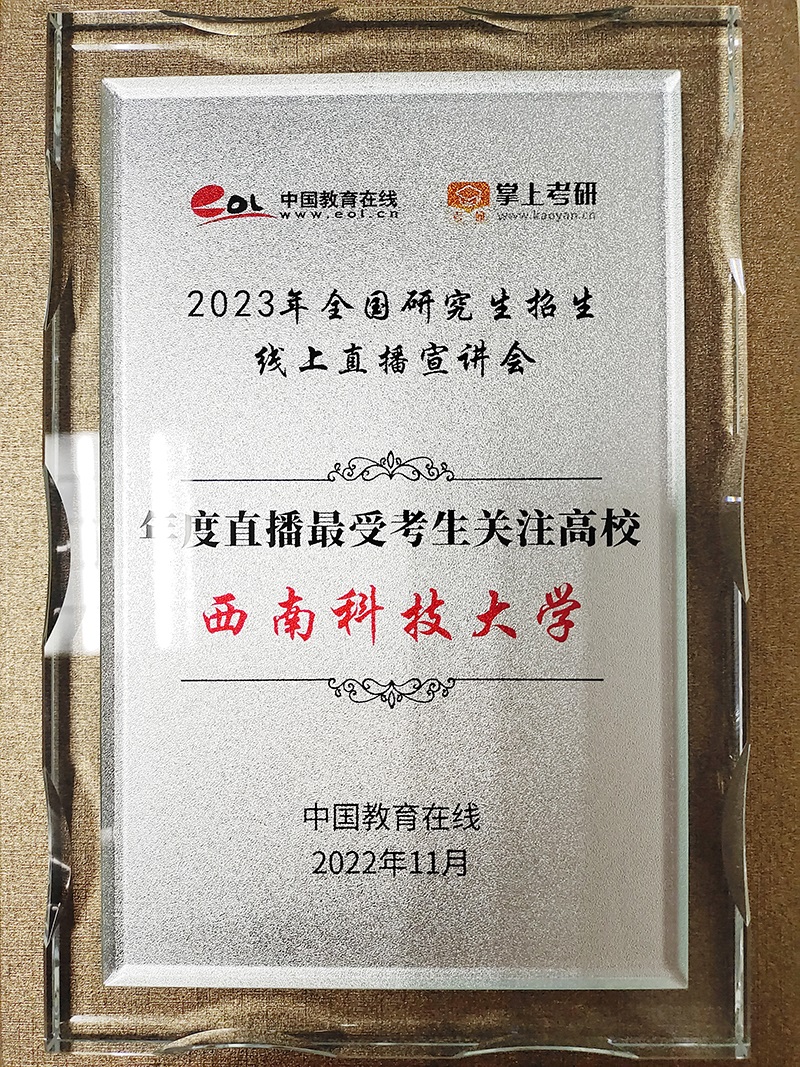 eoL 中国教育在线 掌上考研
www.eol.cn www.kaoyan.cn
2023年全国研究生招生
线上直播宣讲会
年度直播最受考生关注高校
西南科技大学
中国教育在线
2022年11月